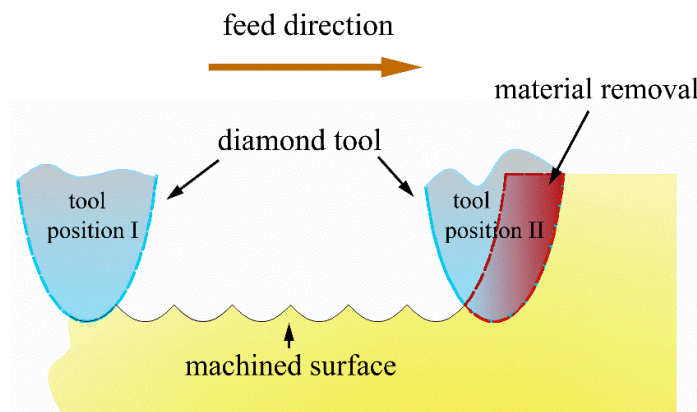 feed direction
material removal
diamond tool
tool
position I
tool
position II
machined surface